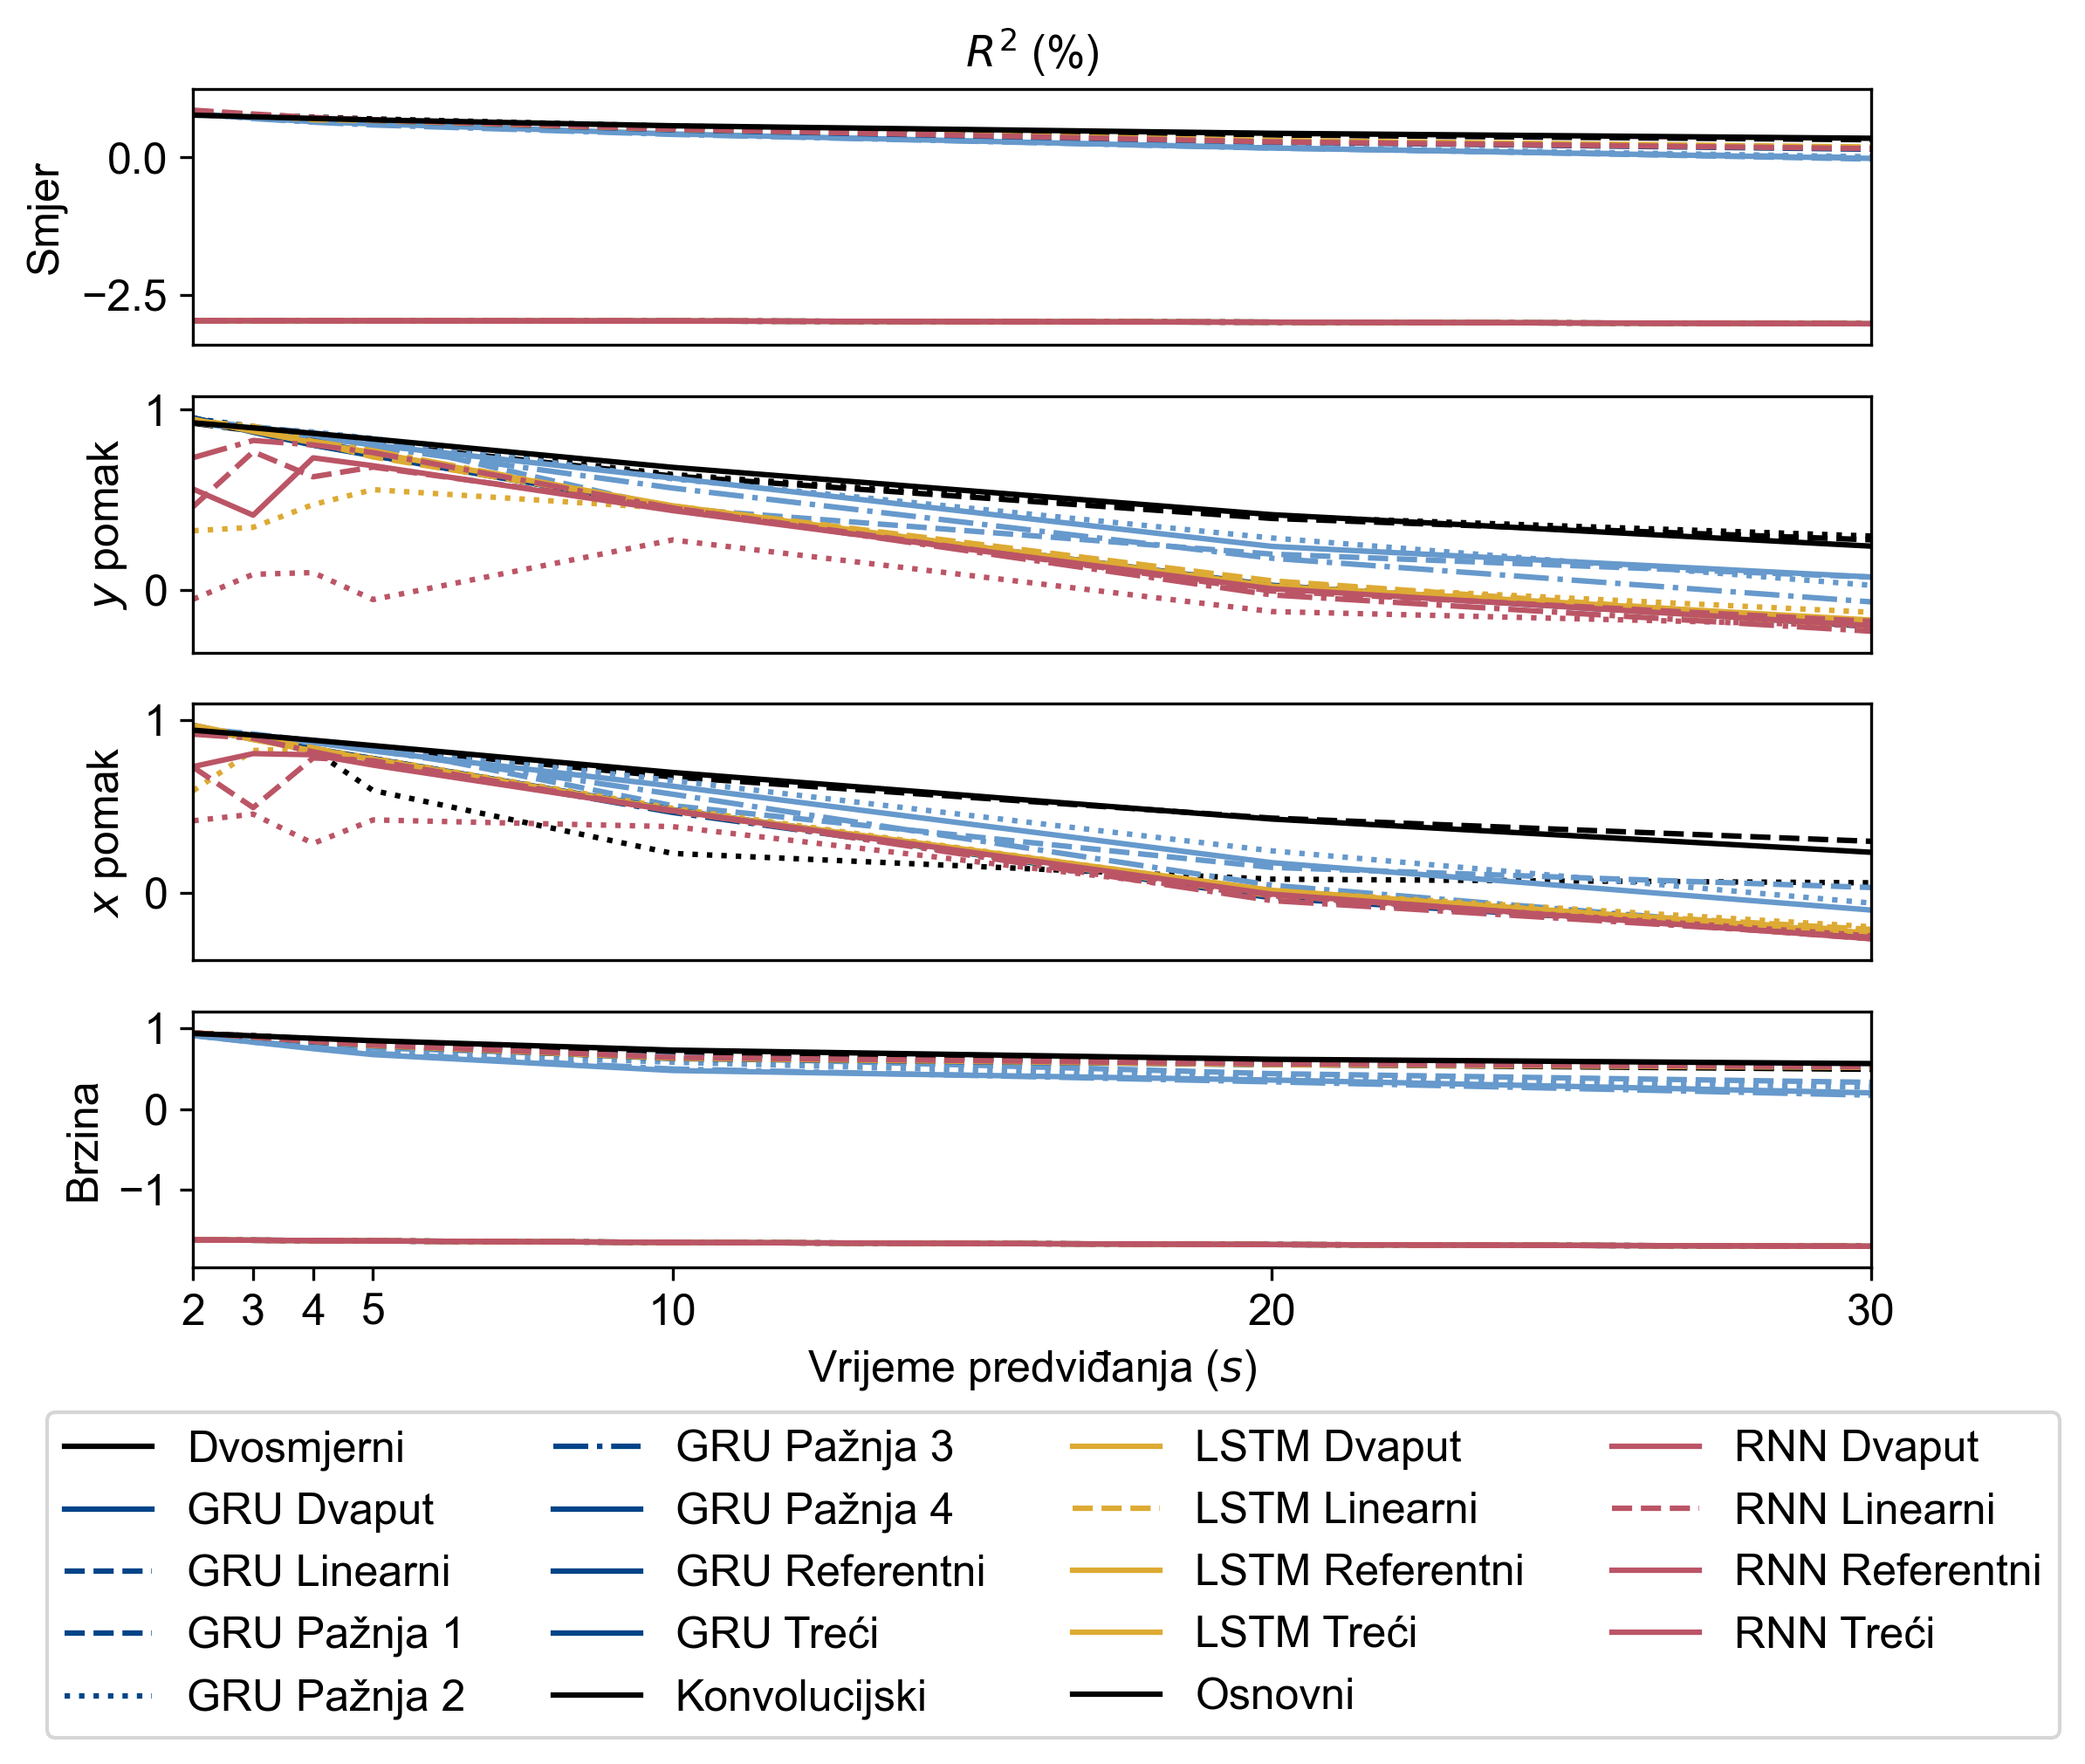 R² (%)
Smjer
0.0
−2.5
y pomak
1
0
x pomak
1
0
Brzina
1
0
−1
2 3 4 5 10 20 30
Vrijeme predviđanja (s)
Dvosmjerni
GRU Dvaput
GRU Linearni
GRU Pažnja 1
GRU Pažnja 2
GRU Pažnja 3
GRU Pažnja 4
GRU Referentni
GRU Treći
Konvolucijski
LSTM Dvaput
LSTM Linearni
LSTM Referentni
LSTM Treći
Osnovni
RNN Dvaput
RNN Linearni
RNN Referentni
RNN Treći